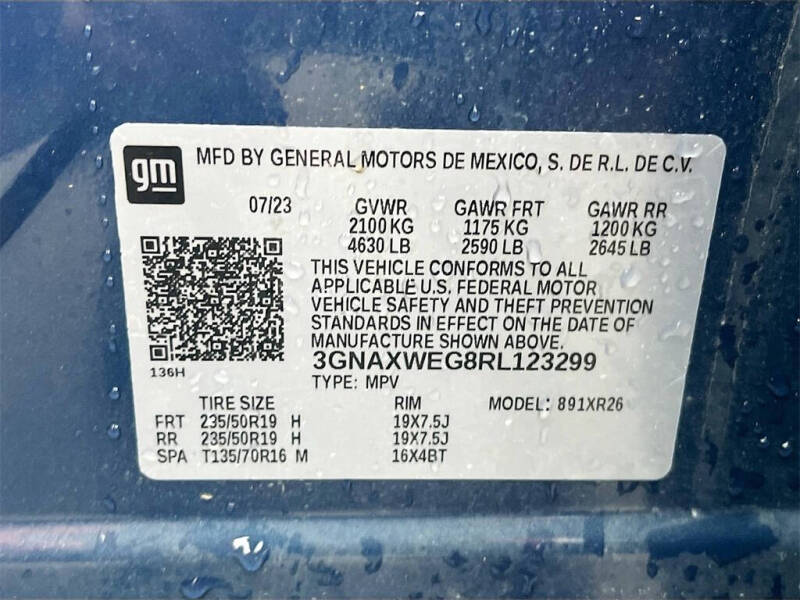 gm
MFD BY GENERAL MOTORS DE MEXICO, S. DE R.L. DE C.V.
07/23 GVWR GAWR FRT GAWR RR
2100 KG 1175 KG 1200 KG
4630 LB 2590 LB 2645 LB
THIS VEHICLE CONFORMS TO ALL
APPLICABLE U.S. FEDERAL MOTOR
VEHICLE SAFETY AND THEFT PREVENTION
STANDARDS IN EFFECT ON THE DATE OF
MANUFACTURE SHOWN ABOVE.
136H
3GNAXWEG8RL123299
TYPE: MPV
TIRE SIZE RIM MODEL: 891XR26
FRT 235/50R19 H 19X7.5J
RR 235/50R19 H 19X7.5J
SPA T135/70R16 M 16X4BT